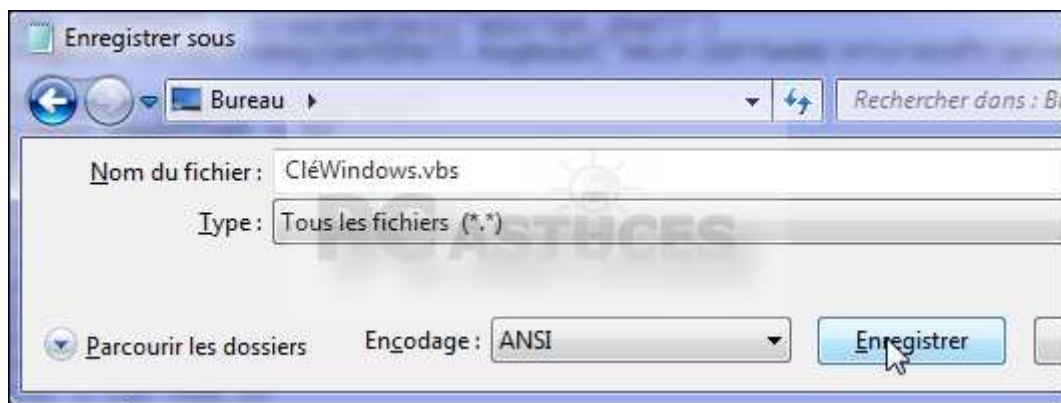 Enregistrer sous
Bureau
Rechercher dans : B
Nom du fichier : CléWindows.vbs
Type : Tous les fichiers (*.*)
PC ASTUCES
Parcourir les dossiers Encodage : ANSI Enregistrer